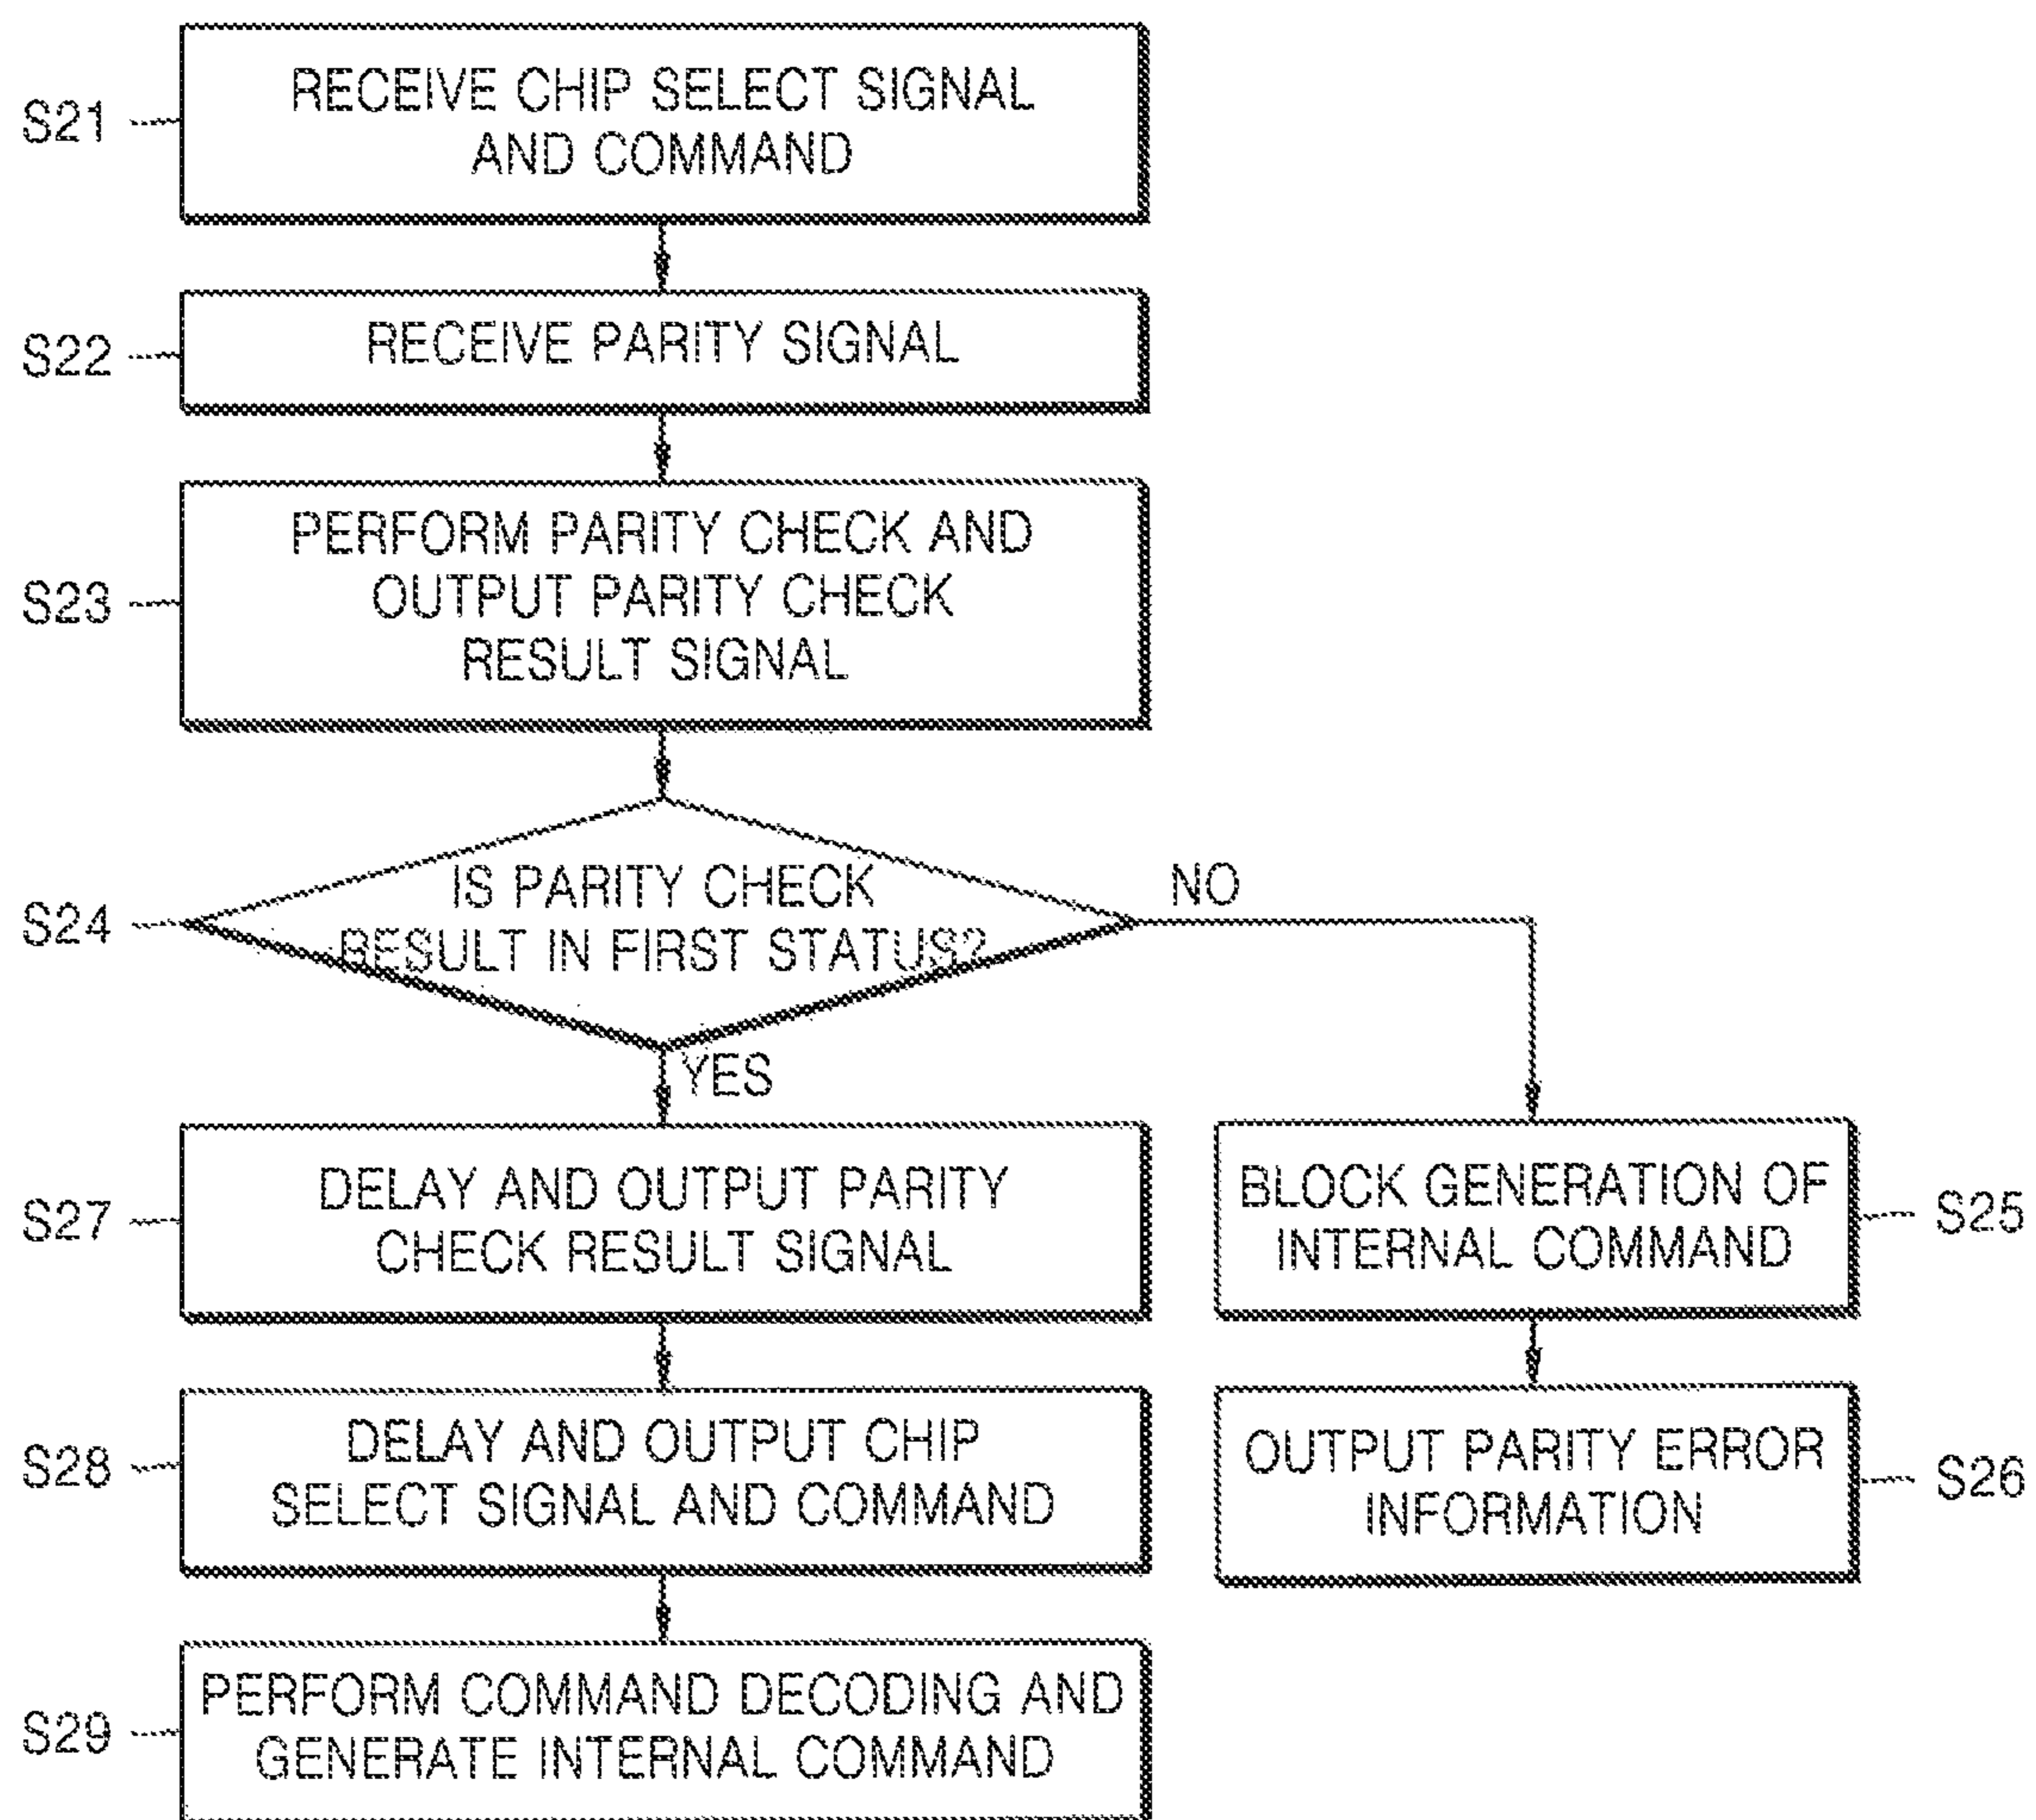 S21
RECEIVE CHIP SELECT SIGNAL
AND COMMAND
S22
RECEIVE PARITY SIGNAL
S23
PERFORM PARITY CHECK AND
OUTPUT PARITY CHECK
RESULT SIGNAL
S24
IS PARITY CHECK
RESULT IN FIRST STATUS?
NO
YES
S27
DELAY AND OUTPUT PARITY
CHECK RESULT SIGNAL
BLOCK GENERATION OF
INTERNAL COMMAND
S25
S28
DELAY AND OUTPUT CHIP
SELECT SIGNAL AND COMMAND
OUTPUT PARITY ERROR
INFORMATION
S26
S29
PERFORM COMMAND DECODING AND
GENERATE INTERNAL COMMAND